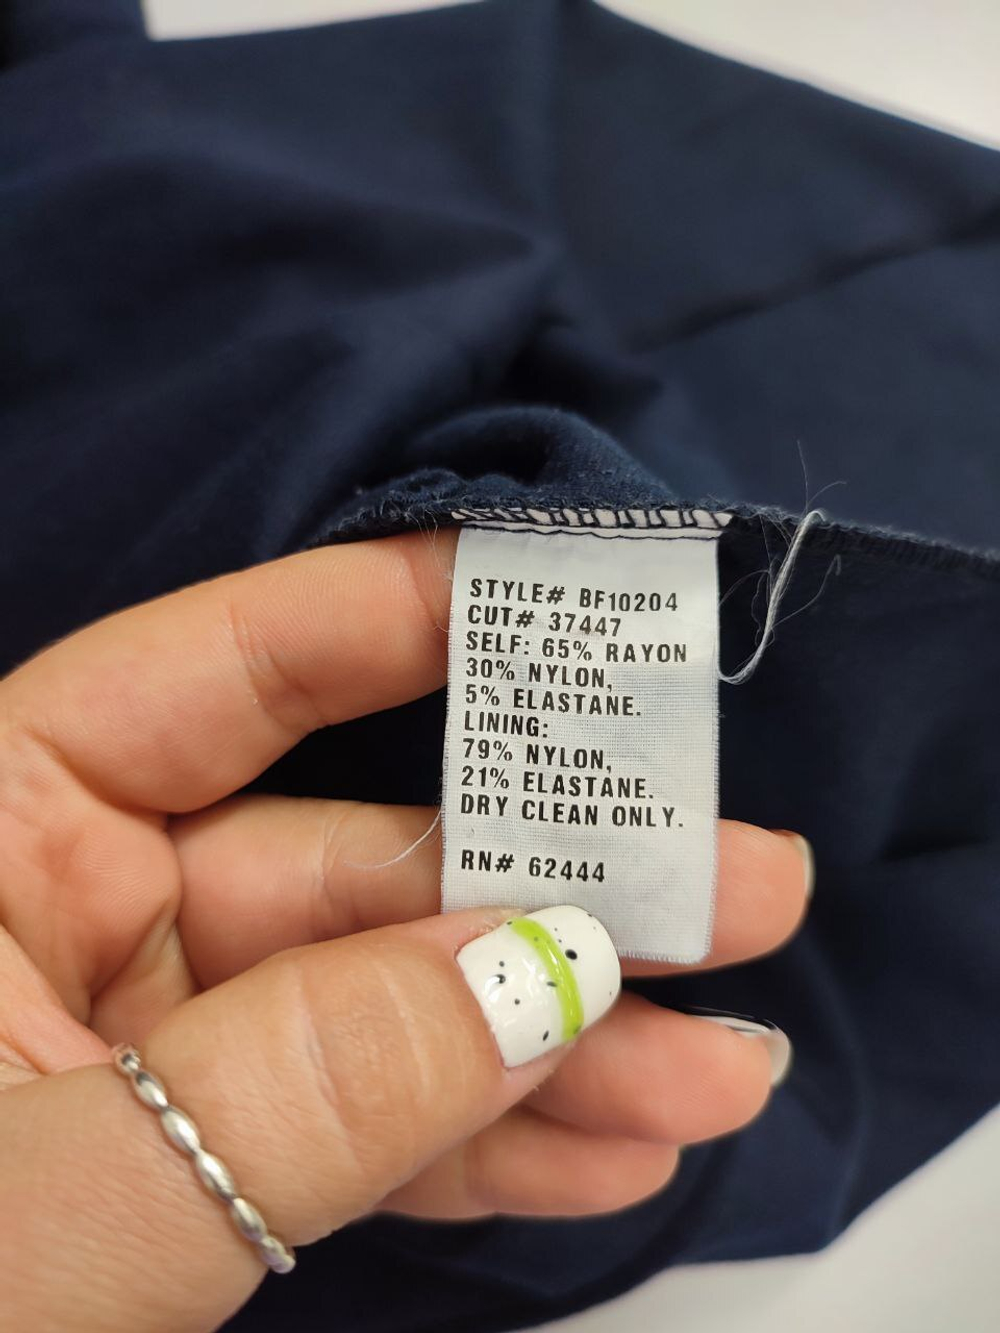 STYLE# BF10204
CUT# 37447
SELF: 65% RAYON
30% NYLON,
5% ELASTANE.
LINING:
79% NYLON,
21% ELASTANE.
DRY CLEAN ONLY.
RN# 62444